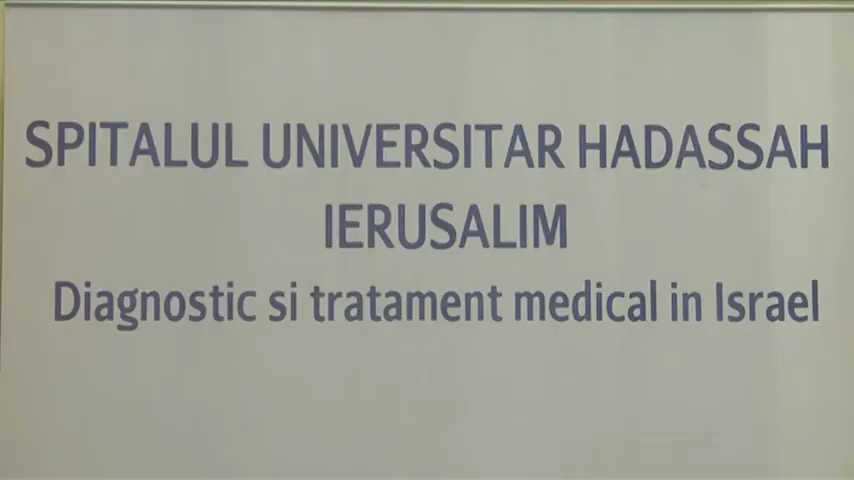 SPITALUL UNIVERSITAR HADASSAH
IERUSALIM
Diagnostic si tratament medical in Israel